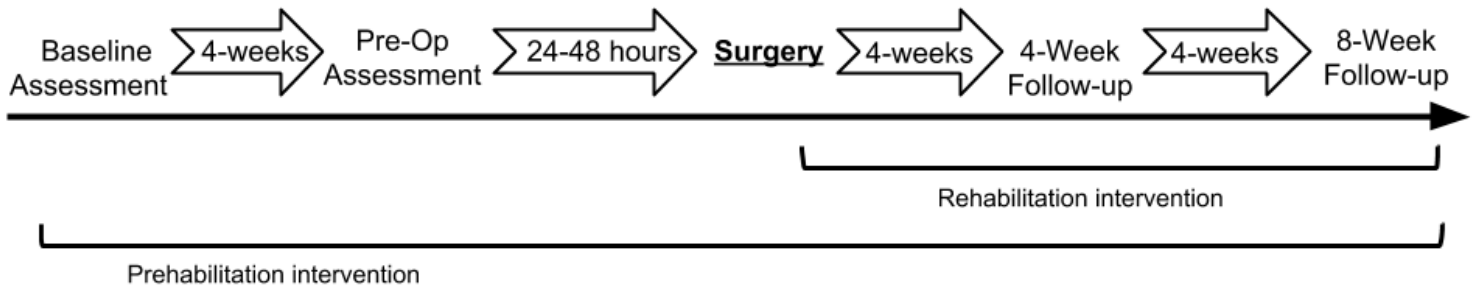 Baseline
Assessment
4-weeks
Pre-Op
Assessment
24-48 hours
Surgery
4-weeks
4-Week
Follow-up
4-weeks
8-Week
Follow-up
Rehabilitation intervention
Prehabilitation intervention